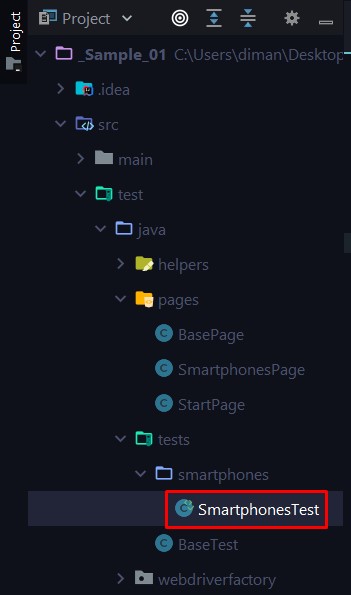 Project
Project
_Sample_01 C:\Users\diman\Desktop
.idea
src
main
test
java
helpers
pages
BasePage
SmartphonesPage
StartPage
tests
smartphones
SmartphonesTest
BaseTest
webdriverfactory